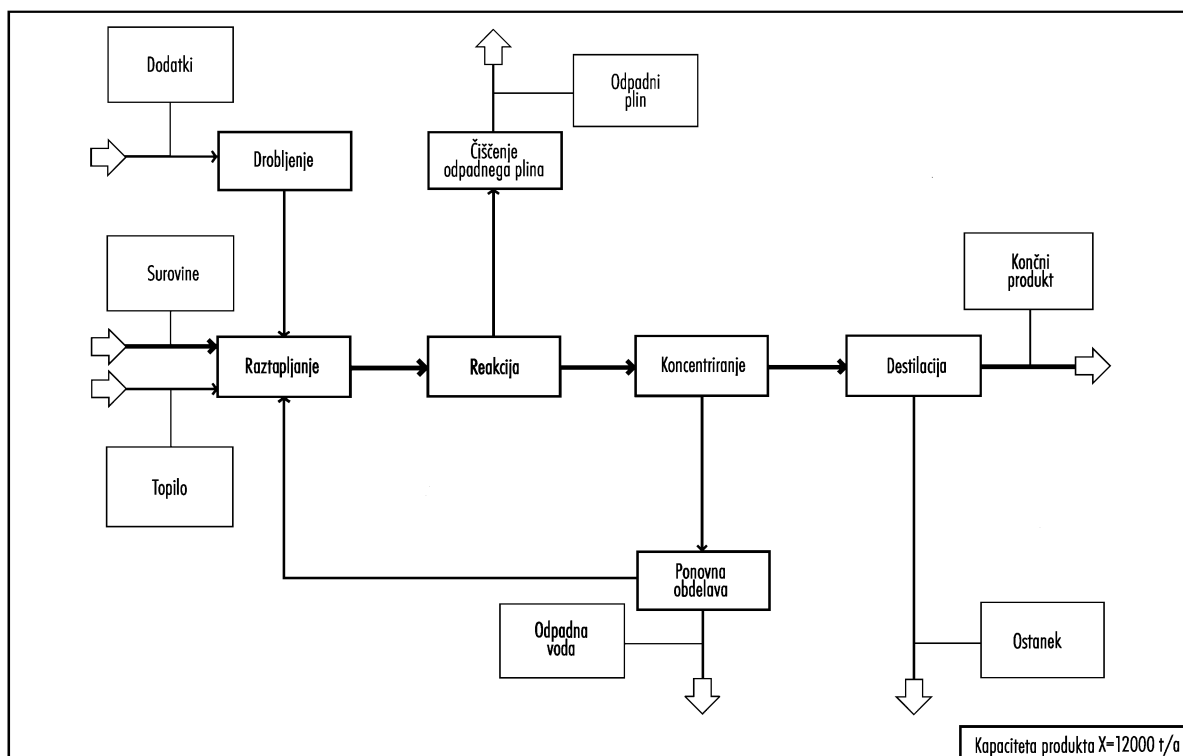 Dodatki
Odpadni
plin
Drobljenje
Čiščenje
odpadnega plina
Surovine
Končni
produkt
Raztapljanje
Reakcija
Koncentriranje
Destilacija
Topilo
Ponovna
obdelava
Odpadna
voda
Ostanek
Kapaciteta produkta X=12000 t/a